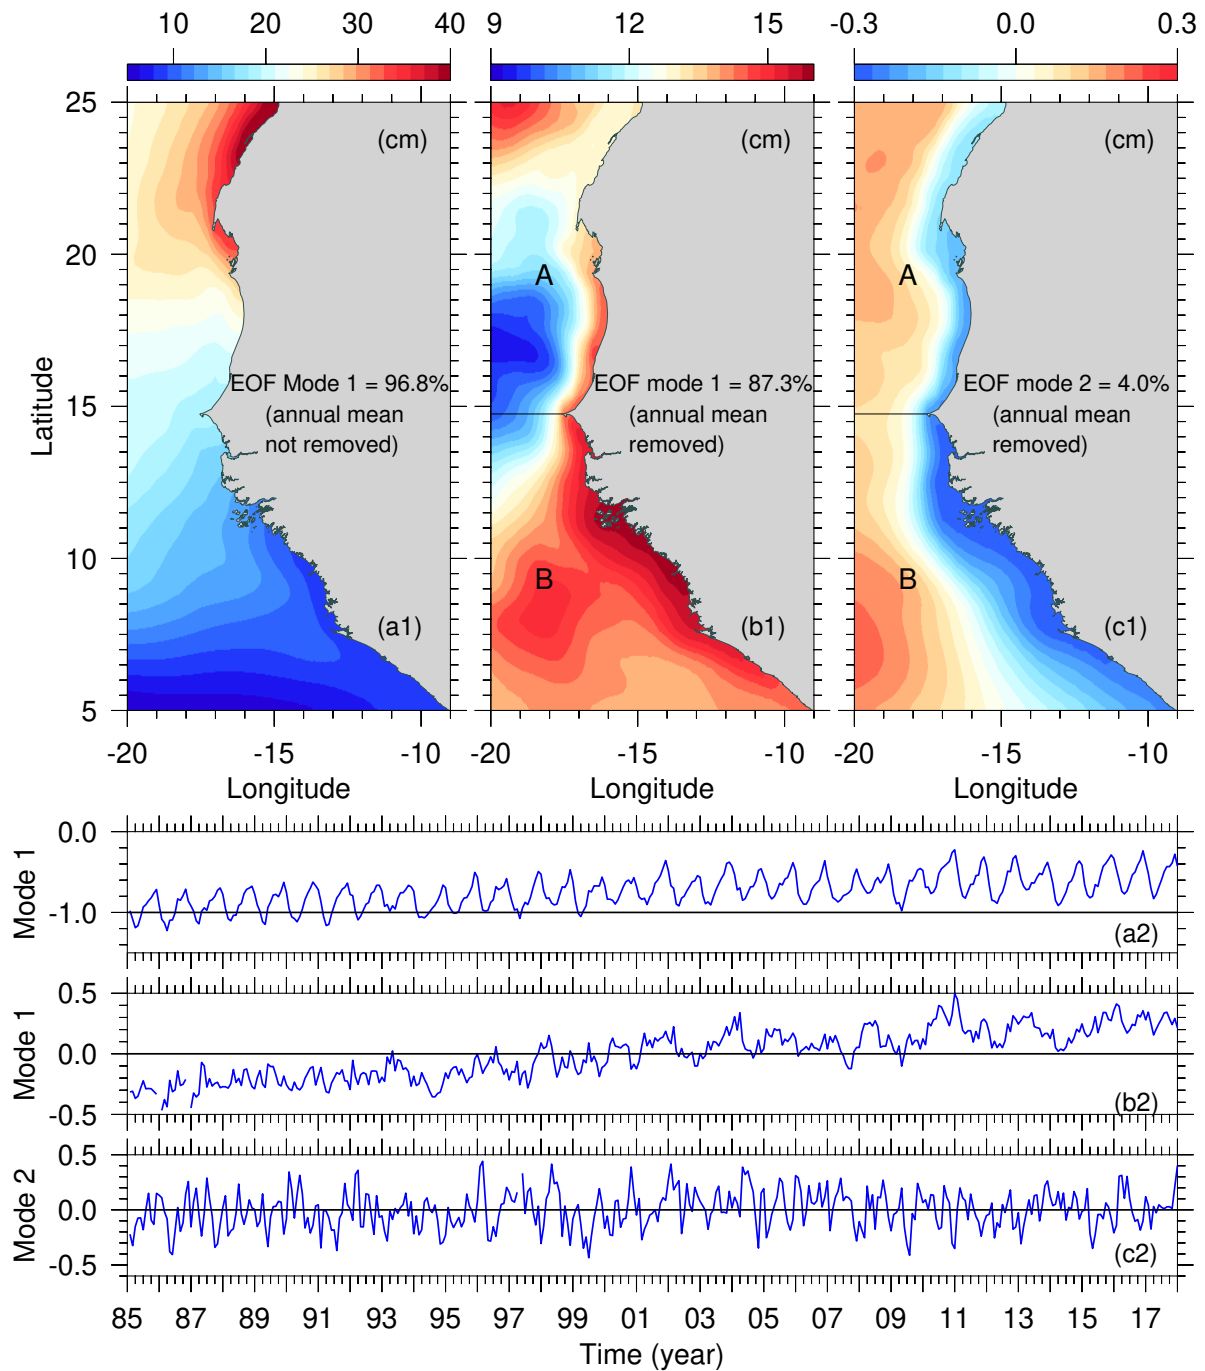 10 20 30 40
9 12 15
-0.3 0.0 0.3
25
20
15
10
5
Latitude
(cm)
EOF Mode 1 = 96.8%
(annual mean
not removed)
(a1)
-20 -15 -10
Longitude
(cm)
A
EOF mode 1 = 87.3%
(annual mean
removed)
B
(b1)
-20 -15 -10
Longitude
(cm)
A
EOF mode 2 = 4.0%
(annual mean
removed)
B
(c1)
-20 -15 -10
Longitude
Mode 1
0.0
-1.0
(a2)
Mode 1
0.5
0.0
-0.5
(b2)
Mode 2
0.5
0.0
-0.5
(c2)
85 87 89 91 93 95 97 99 01 03 05 07 09 11 13 15 17
Time (year)